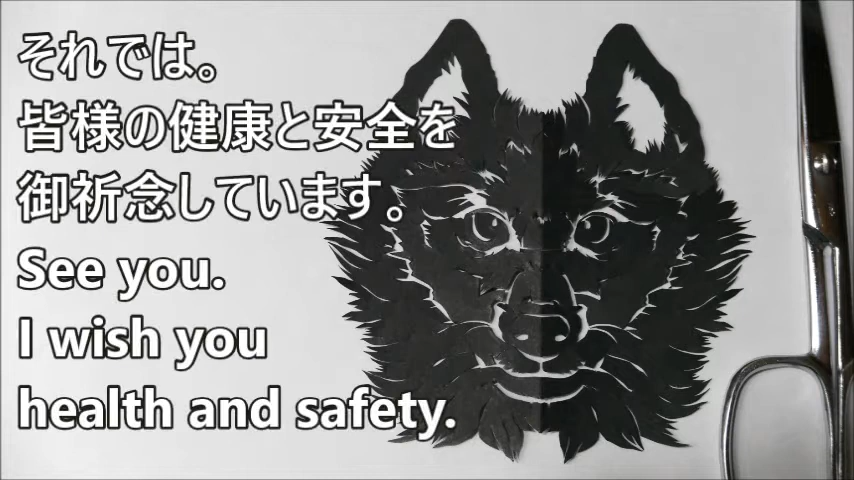 それでは。
皆様の健康と安全を
御祈念しています。
See you.
I wish you
health and safety.